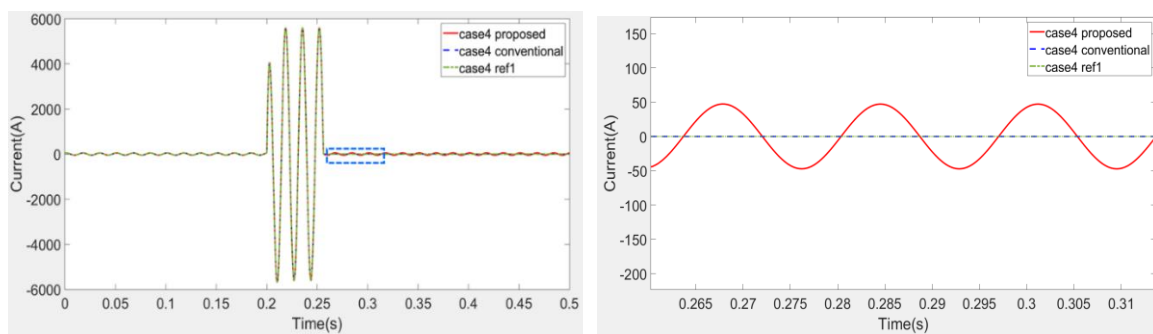 6000
4000
2000
0
-2000
-4000
-6000
Current(A)
case4 proposed
case4 conventional
case4 ref1
0 0.05 0.1 0.15 0.2 0.25 0.3 0.35 0.4 0.45 0.5
Time(s)
150
100
50
0
-50
-100
-150
-200
Current(A)
case4 proposed
case4 conventional
case4 ref1
0.265 0.27 0.276 0.28 0.285 0.29 0.295 0.3 0.305 0.31
Time(s)